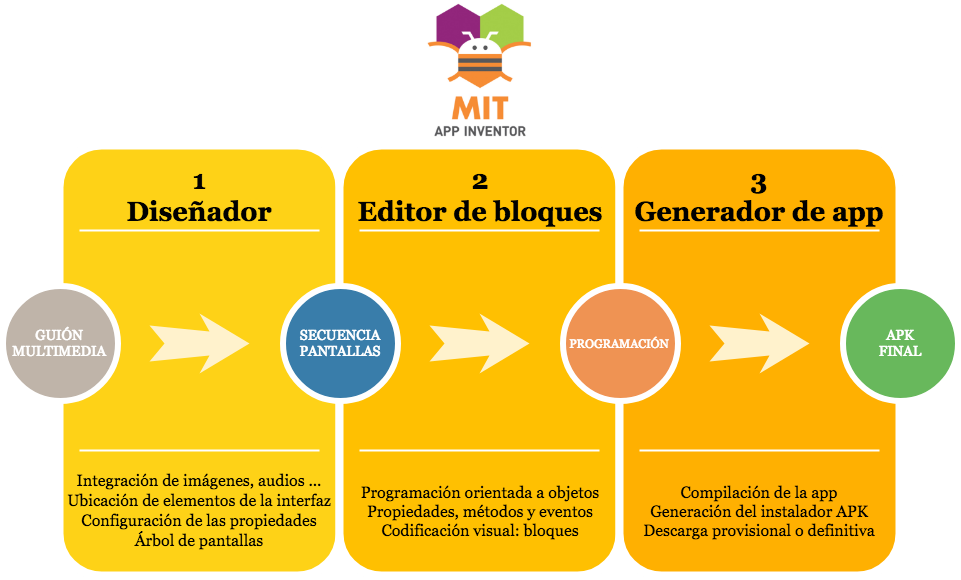 MIT
APP INVENTOR
1
Diseñador
2
Editor de bloques
3
Generador de app
GUIÓN
MULTIMEDIA
SECUENCIA
PANTALLAS
PROGRAMACIÓN
APK
FINAL
Integración de imágenes, audios ...
Ubicación de elementos de la interfaz
Configuración de las propiedades
Árbol de pantallas
Programación orientada a objetos
Propiedades, métodos y eventos
Codificación visual: bloques
Compilación de la app
Generación del instalador APK
Descarga provisional o definitiva